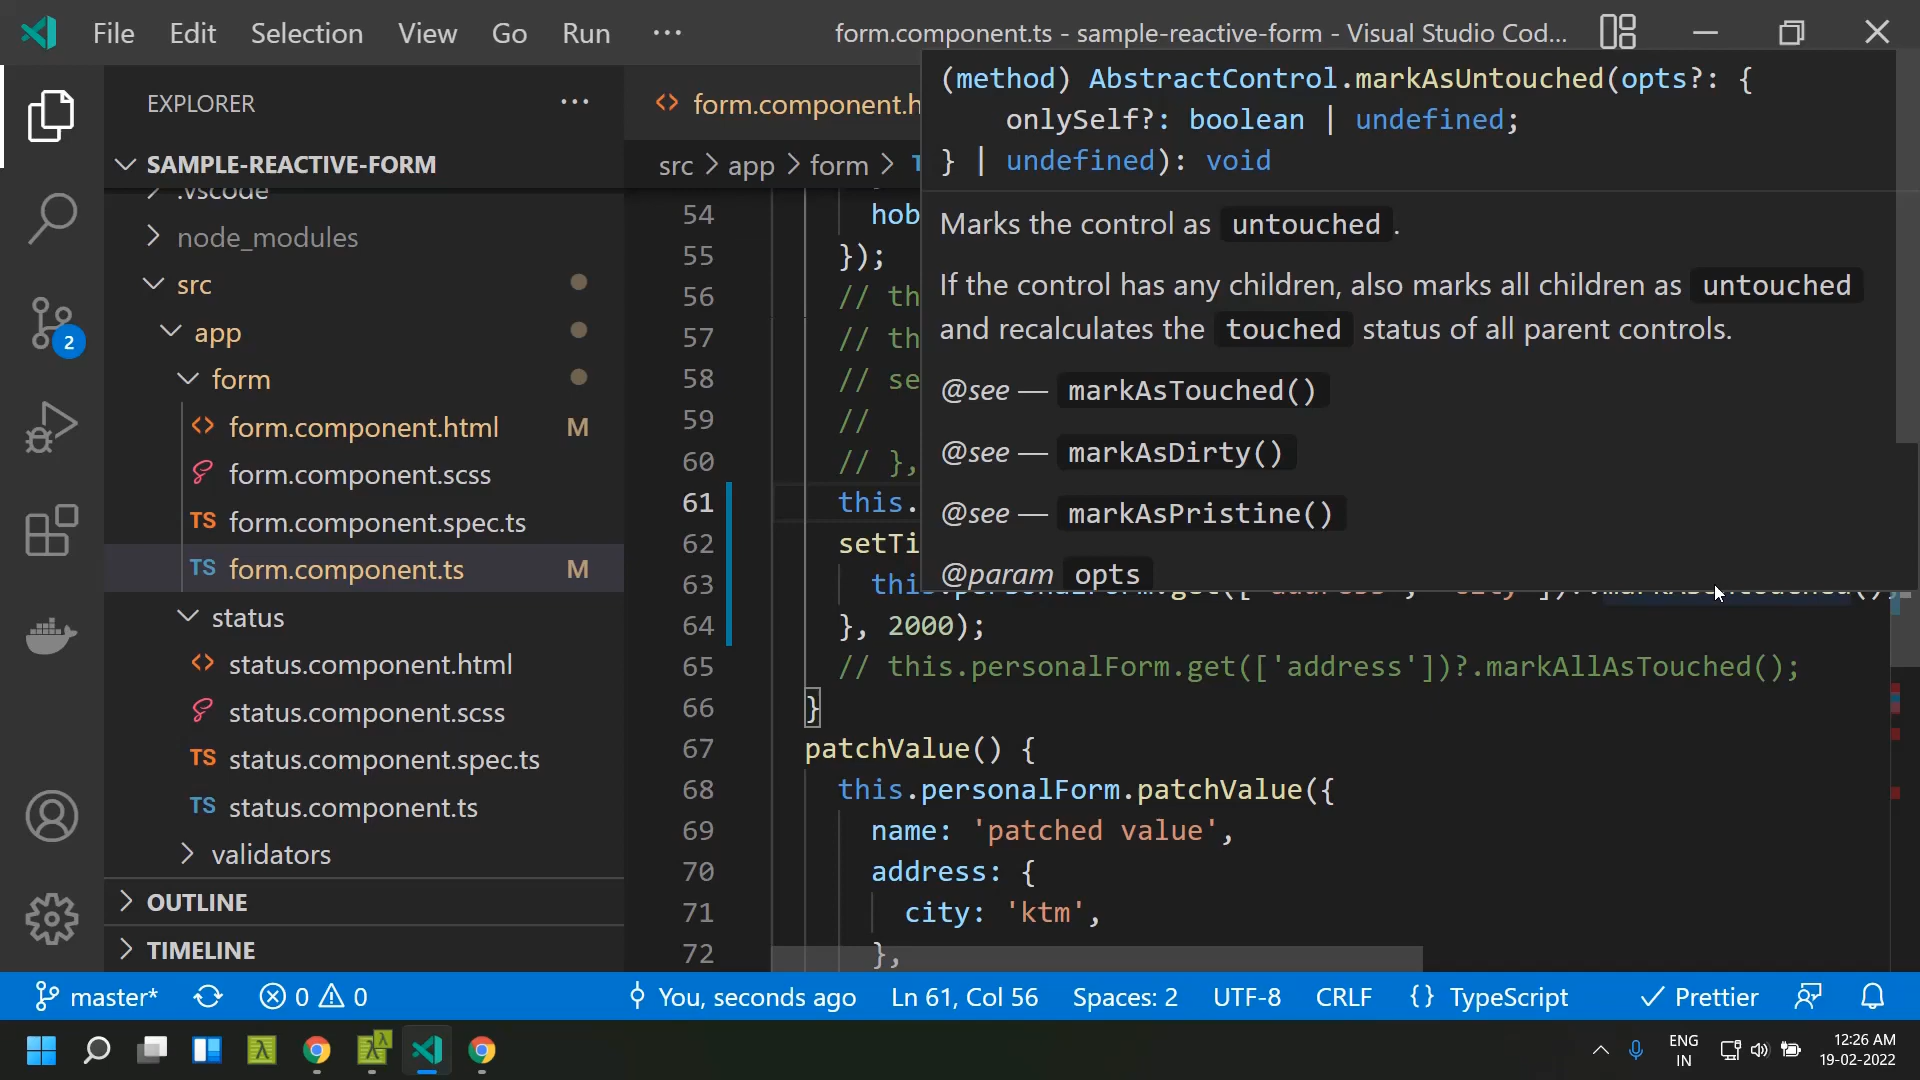 File Edit Selection View Go Run ···
form.component.ts - sample-reactive-form - Visual Studio Cod...
EXPLORER ···
SAMPLE-REACTIVE-FORM
.vscode
node_modules
src
app
form
form.component.html M
form.component.scss
TS form.component.spec.ts
TS form.component.ts M
status
status.component.html
status.component.scss
TS status.component.spec.ts
TS status.component.ts
validators
OUTLINE
TIMELINE
2
form.component.h
src > app > form >
(method) AbstractControl.markAsUntouched(opts?: {
onlySelf?: boolean | undefined;
} | undefined): void
Marks the control as untouched.
If the control has any children, also marks all children as untouched
and recalculates the touched status of all parent controls.
@see — markAsTouched()
@see — markAsDirty()
@see — markAsPristine()
@param opts
54 hob
55 });
56 // th
57 // th
58 // se
59 //
60 // },
61 this.
62 setTi
63 this.personalForm.get(['address', 'city'])?.markAsUntouched();
64 }, 2000);
65 // this.personalForm.get(['address'])?.markAllAsTouched();
66 }
67 patchValue() {
68 this.personalForm.patchValue({
69 name: 'patched value',
70 address: {
71 city: 'ktm',
72 },
master* 0 0 You, seconds ago Ln 61, Col 56 Spaces: 2 UTF-8 CRLF {} TypeScript Prettier
ENG
IN
12:26 AM
19-02-2022